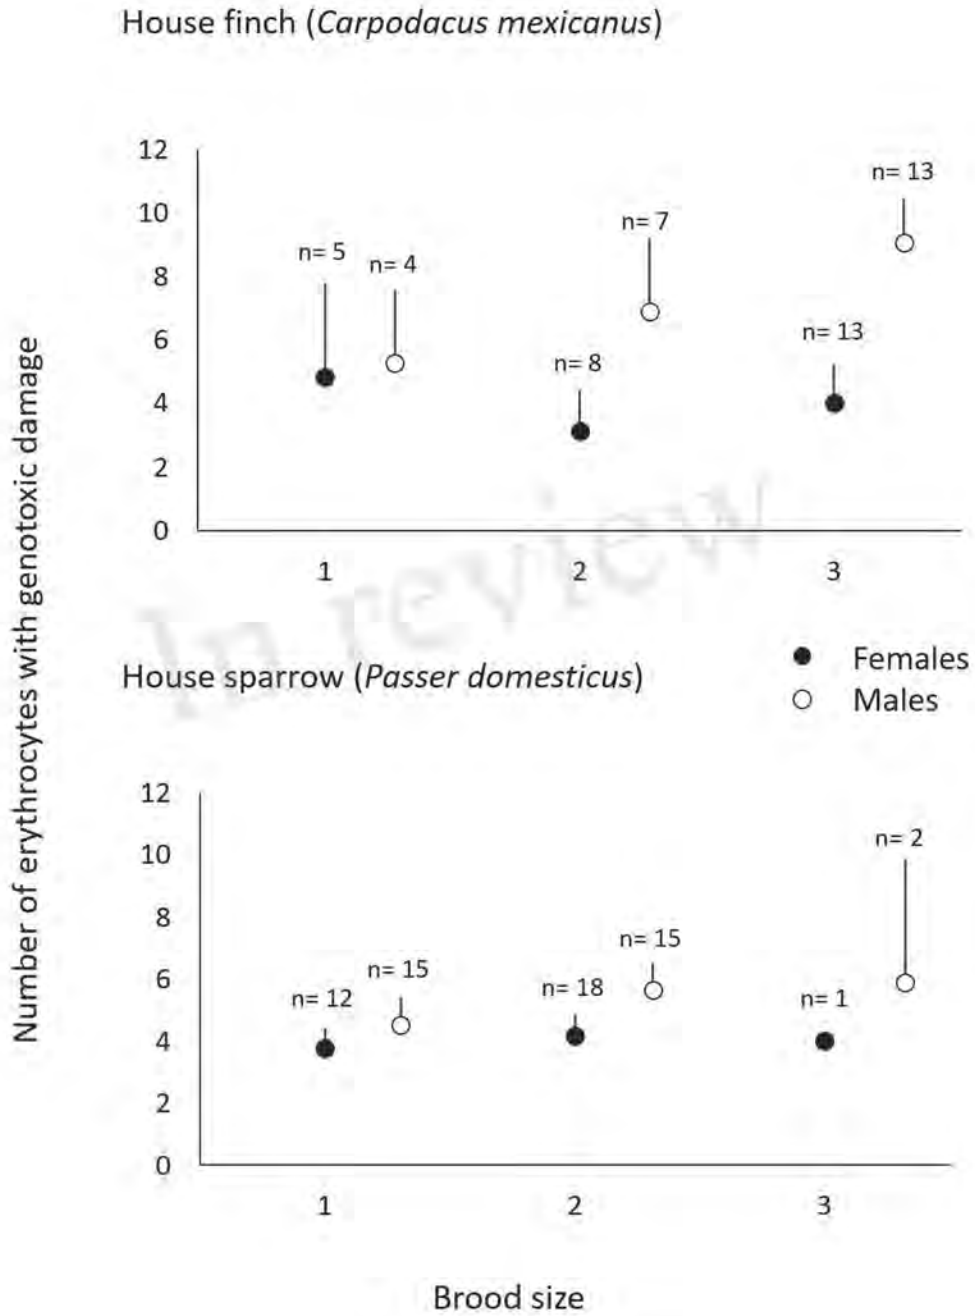 House finch (Carpodacus mexicanus)
12
10
8
6
4
2
0
n= 5
n= 4
n= 8
n= 7
n= 13
n= 13
1 2 3
In review
Number of erythrocytes with genotoxic damage
House sparrow (Passer domesticus)
Females
Males
12
10
8
6
4
2
0
n= 12
n= 15
n= 18
n= 15
n= 1
n= 2
1 2 3
Brood size